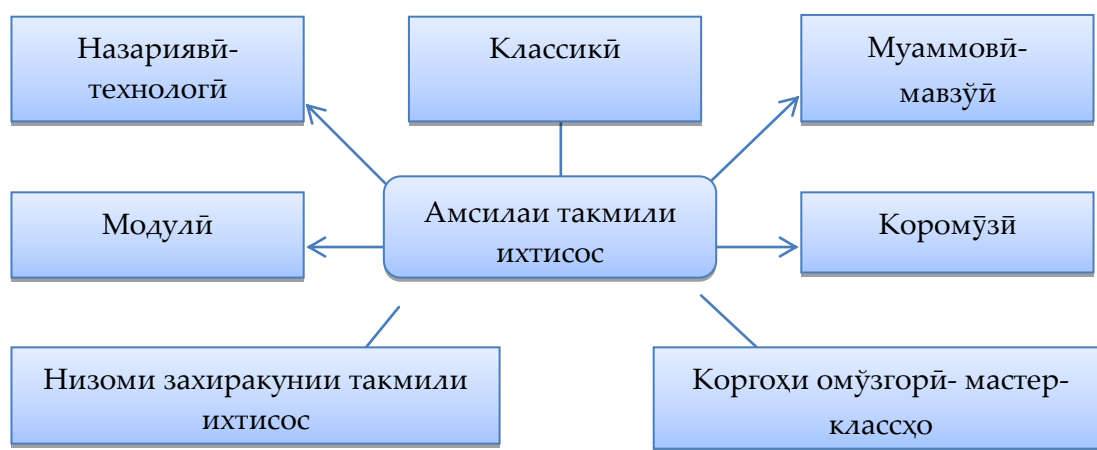 Назариявӣ-
технологӣ
Классикӣ
Муаммовӣ-
мавзӯӣ
Модулӣ
Амсилаи такмили
ихтисос
Коромӯзӣ
Низоми захиракунии такмили
ихтисос
Коргоҳи омӯзгорӣ- мастер-
классҳо